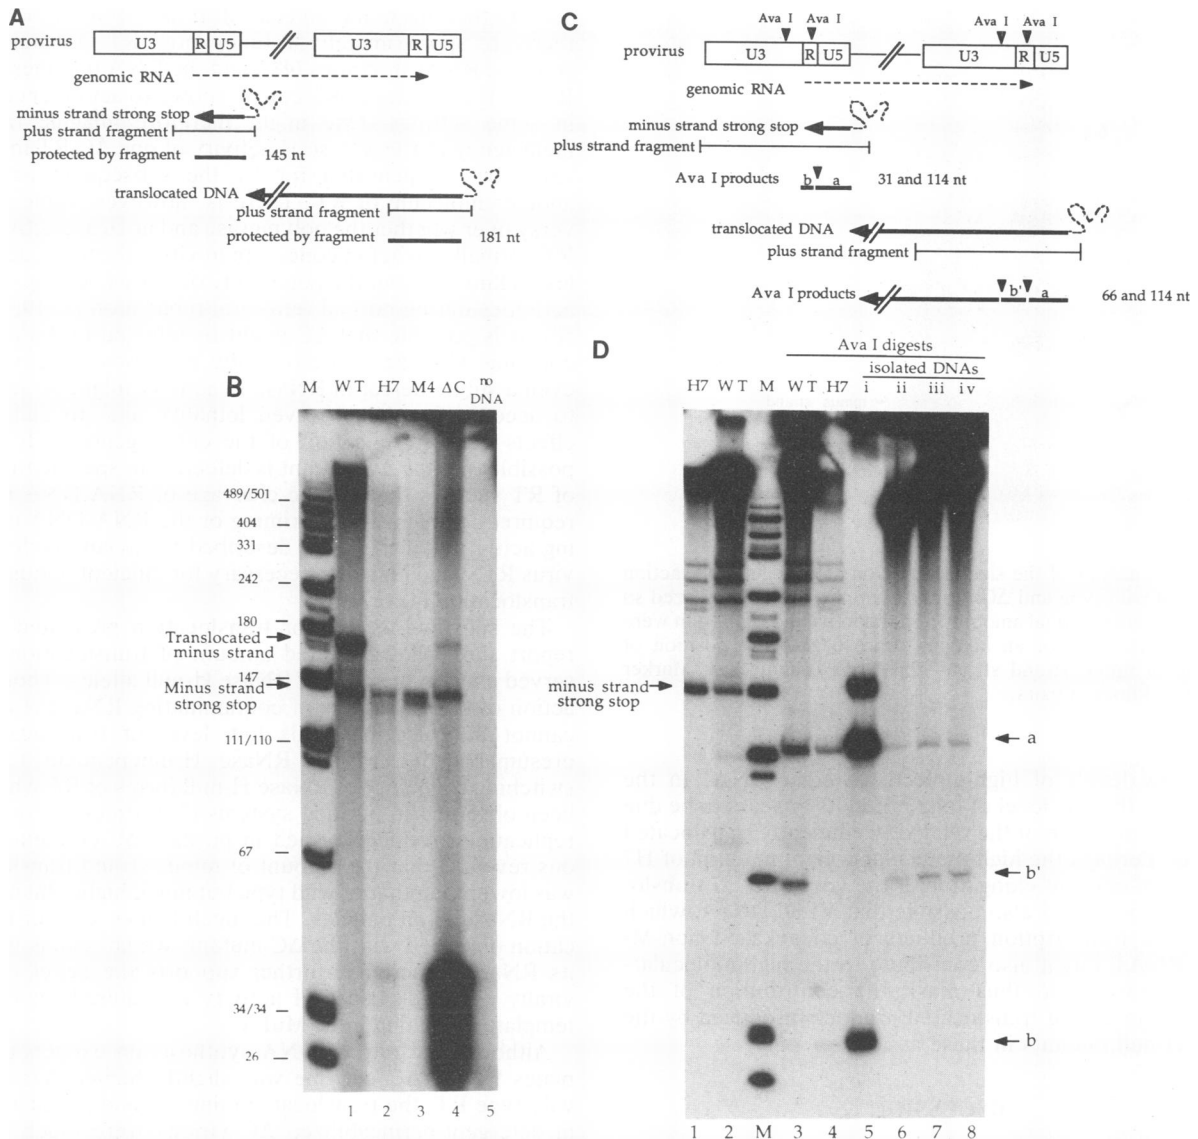 A
provirus
U3
R
U5
U3
R
U5
genomic RNA
minus strand strong stop
plus strand fragment
protected by fragment
145 nt
translocated DNA
plus strand fragment
protected by fragment
181 nt
C
Ava I
Ava I
Ava I
Ava I
provirus
U3
R
U5
U3
R
U5
genomic RNA
minus strand strong stop
plus strand fragment
Ava I products
b
a
31 and 114 nt
translocated DNA
plus strand fragment
Ava I products
b'
a
66 and 114 nt
B
M WT H7 M4 ΔC no DNA
489/501
404
331
242
180
Translocated
minus strand
147
Minus strand
strong stop
111/110
67
34/34
26
1 2 3 4 5
D
Ava I digests
isolated DNAs
H7 WT M WT H7 i ii iii iv
minus strand
strong stop
a
b'
b
1 2 M 3 4 5 6 7 8